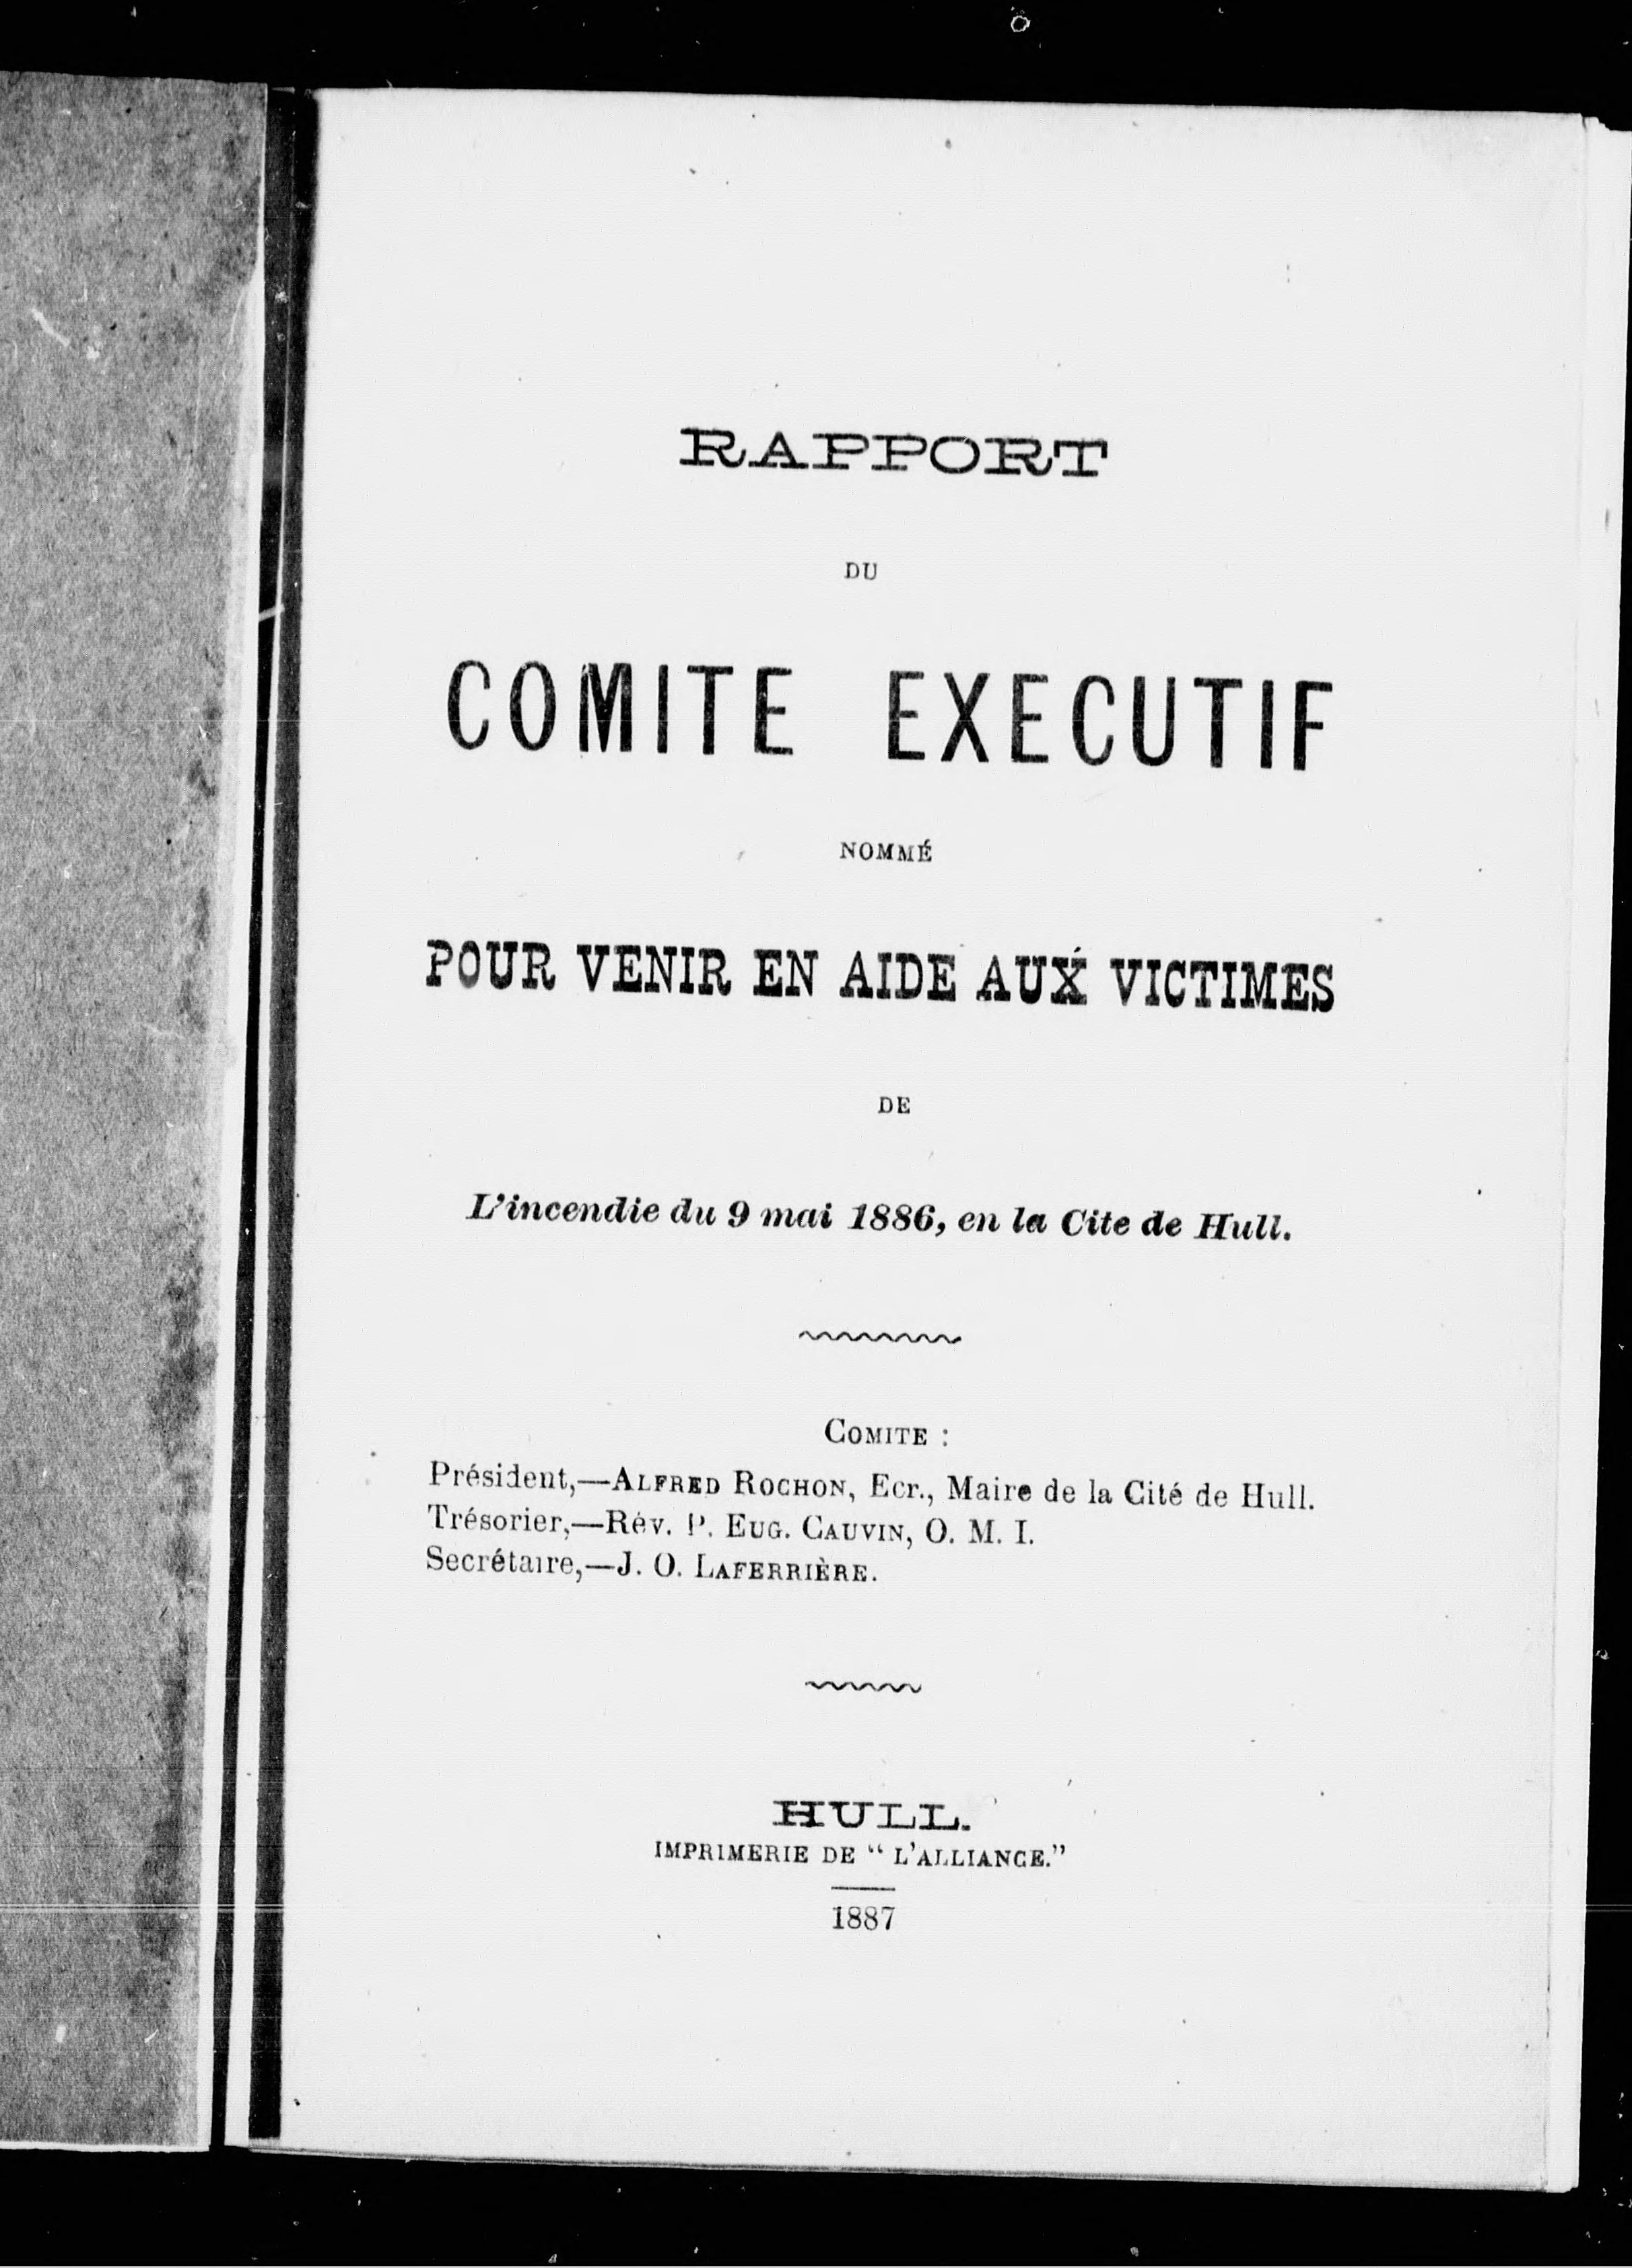 RAPPORT
DU
COMITE EXECUTIF
NOMMÉ
POUR VENIR EN AIDE AUX VICTIMES
DE
L'incendie du 9 mai 1886, en la Cite de Hull.
COMITE :
Président,—ALFRED ROCHON, Ecr., Maire de la Cité de Hull.
Trésorier,—Rév. P. EUG. CAUVIN, O. M. I.
Secrétaire,—J. O. LAFERRIÈRE.
HULL.
IMPRIMERIE DE “ L'ALLIANCE.”
1887